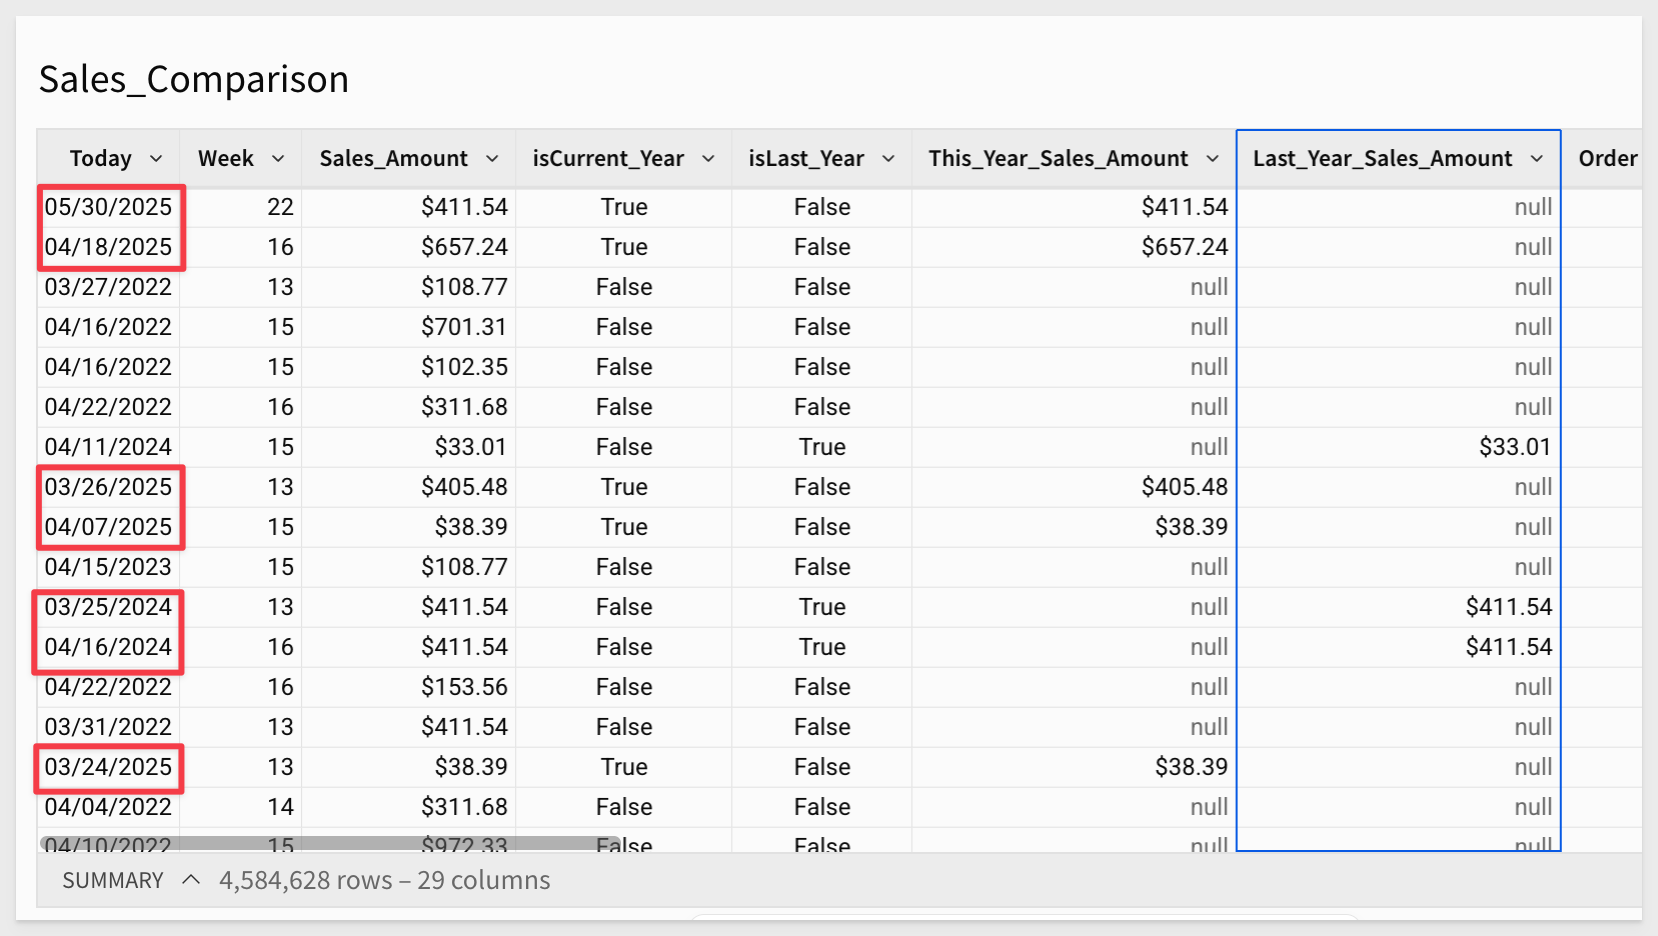 Sales_Comparison
Today Week Sales_Amount isCurrent_Year isLast_Year This_Year_Sales_Amount Last_Year_Sales_Amount Order
05/30/2025 22 $411.54 True False $411.54 null
04/18/2025 16 $657.24 True False $657.24 null
03/27/2022 13 $108.77 False False null null
04/16/2022 15 $701.31 False False null null
04/16/2022 15 $102.35 False False null null
04/22/2022 16 $311.68 False False null null
04/11/2024 15 $33.01 False True null $33.01
03/26/2025 13 $405.48 True False $405.48 null
04/07/2025 15 $38.39 True False $38.39 null
04/15/2023 15 $108.77 False False null null
03/25/2024 13 $411.54 False True null $411.54
04/16/2024 16 $411.54 False True null $411.54
04/22/2022 16 $153.56 False False null null
03/31/2022 13 $411.54 False False null null
03/24/2025 13 $38.39 True False $38.39 null
04/04/2022 14 $311.68 False False null null
04/10/2022 15 $972.33 False False null null
SUMMARY 4,584,628 rows – 29 columns